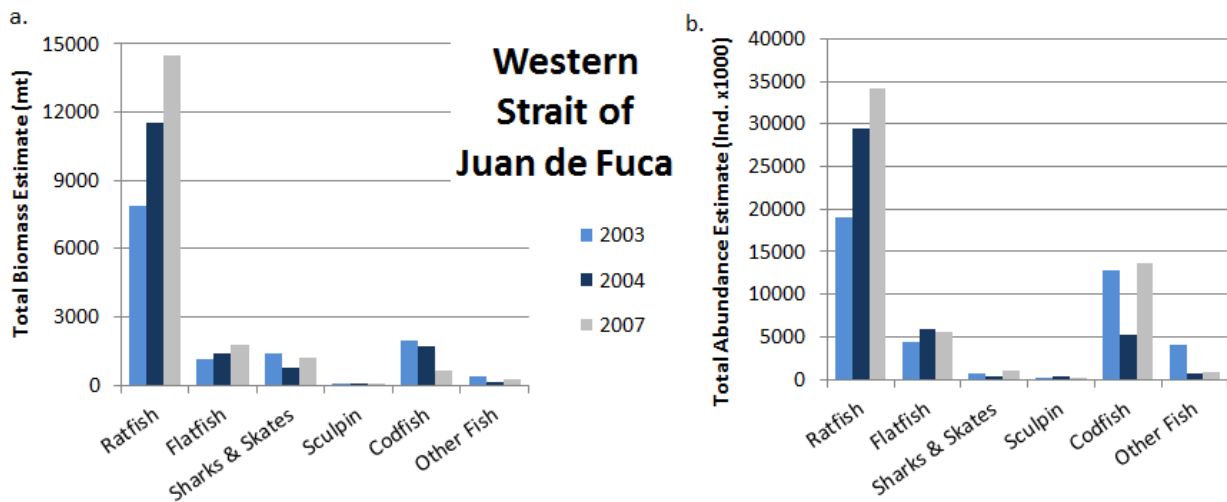 a.
Total Biomass Estimate (mt)
15000
12000
9000
6000
3000
0
Ratfish
Flatfish
Sharks & Skates
Sculpin
Codfish
Other Fish
Western
Strait of
Juan de Fuca
2003
2004
2007
b.
Total Abundance Estimate (Ind. x1000)
40000
35000
30000
25000
20000
15000
10000
5000
0
Ratfish
Flatfish
Sharks & Skates
Sculpin
Codfish
Other Fish